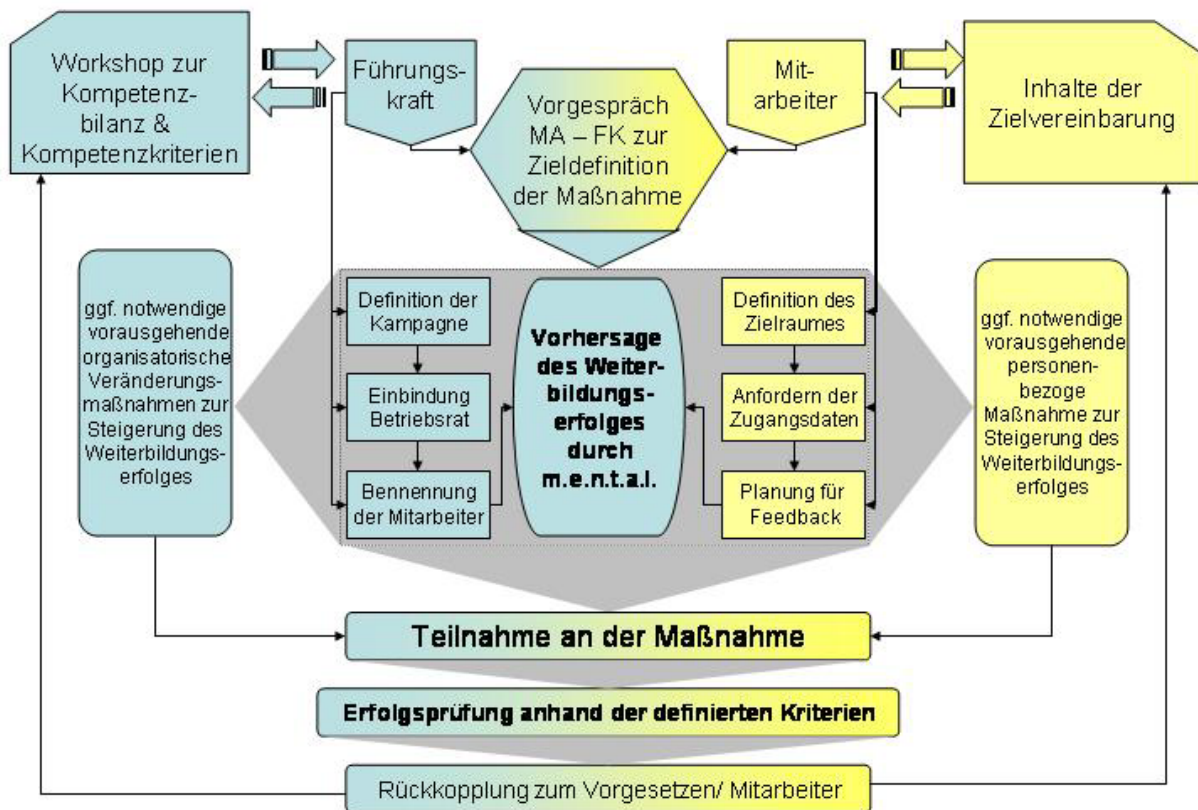 Workshop zur
Kompetenz-
bilanz &
Kompetenzkriterien
Führungs-
kraft
Vorgespräch
MA – FK zur
Zieldefinition
der Maßnahme
Mit-
arbeiter
Inhalte der
Zielvereinbarung
ggf. notwendige
vorausgehende
organisatorische
Veränderungs-
maßnahmen zur
Steigerung des
Weiterbildungs-
erfolges
Definition der
Kampagne
Einbindung
Betriebsrat
Bennennung
der Mitarbeiter
Vorhersage
des Weiter-
bildungs-
erfolges
durch
m.e.n.t.a.l.
Definition des
Zielraumes
Anfordern der
Zugangsdaten
Planung für
Feedback
ggf. notwendige
vorausgehende
personen-
bezoge
Maßnahme zur
Steigerung des
Weiterbildungs-
erfolges
Teilnahme an der Maßnahme
Erfolgsprüfung anhand der definierten Kriterien
Rückkopplung zum Vorgesetzen/ Mitarbeiter